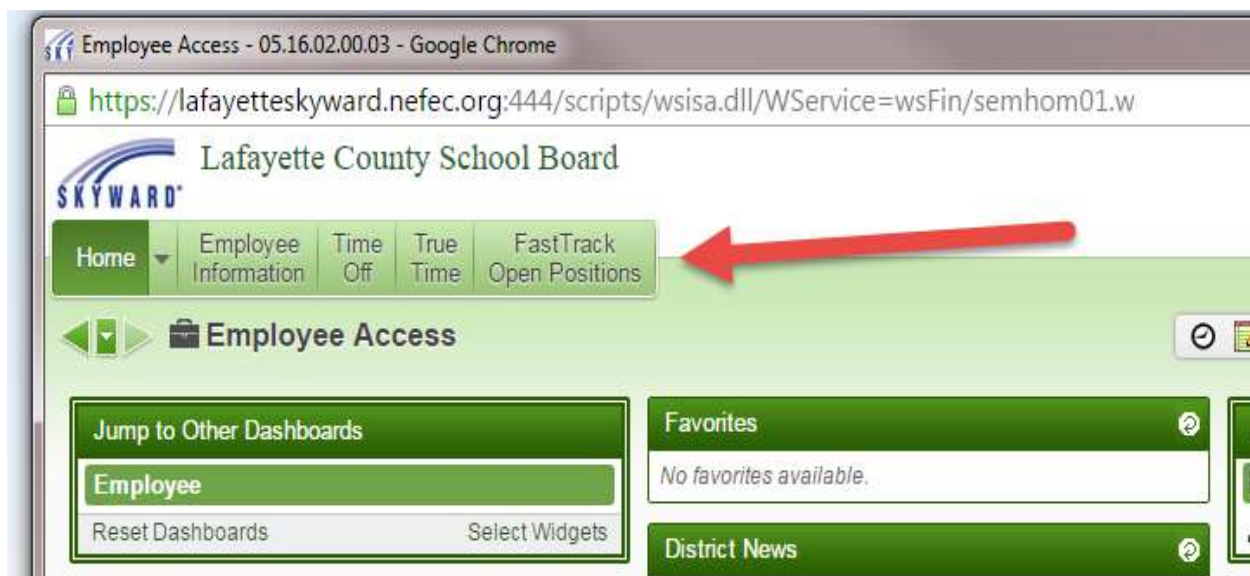 Employee Access - 05.16.02.00.03 - Google Chrome
https://lafayetteskyward.nefec.org:444/scripts/wsisa.dll/WService=wsFin/semhom01.w
Lafayette County School Board
SKYWARD
Home
Employee Information
Time Off
True Time
FastTrack Open Positions
Employee Access
Jump to Other Dashboards
Employee
Reset Dashboards Select Widgets
Favorites
No favorites available.
District News